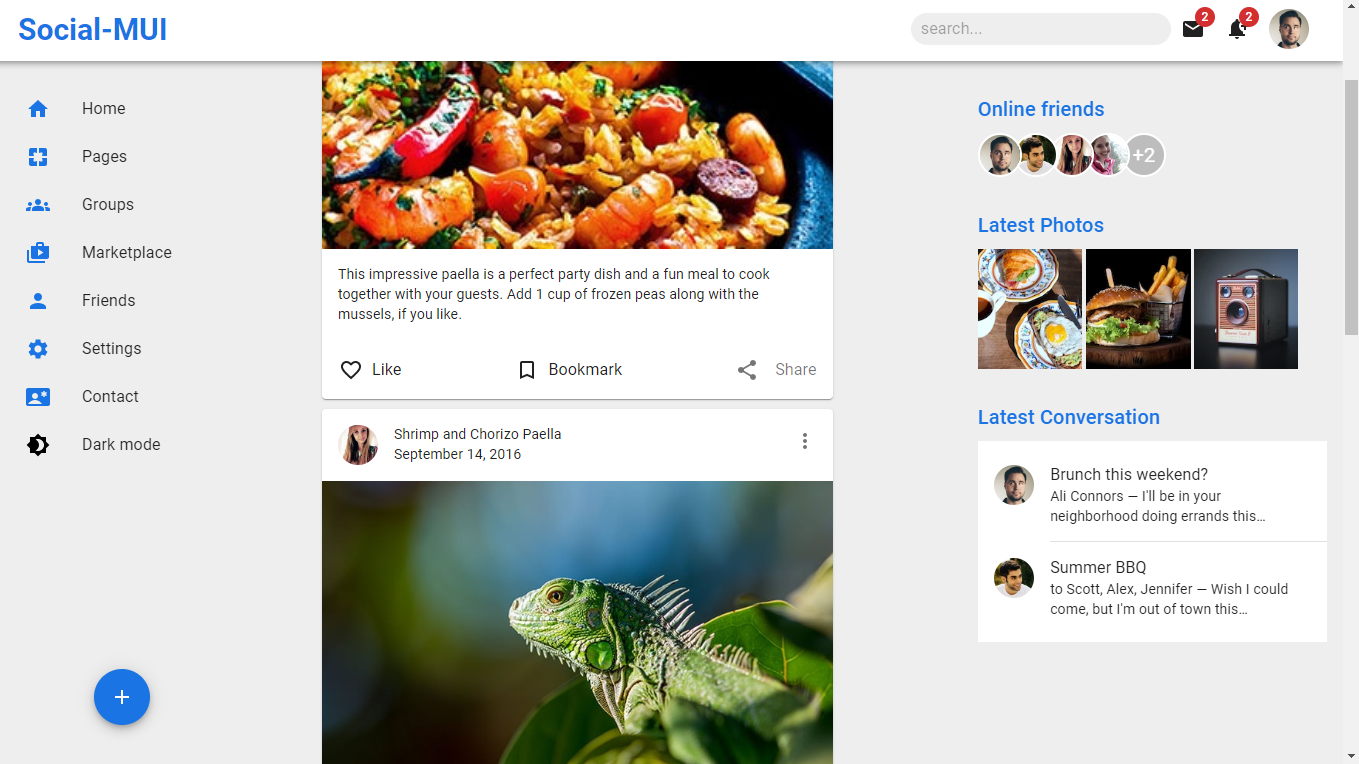 Social-MUI
search...
2
2
Home
Pages
Groups
Marketplace
Friends
Settings
Contact
Dark mode
This impressive paella is a perfect party dish and a fun meal to cook
together with your guests. Add 1 cup of frozen peas along with the
mussels, if you like.
Like
Bookmark
Share
Shrimp and Chorizo Paella
September 14, 2016
Online friends
+2
Latest Photos
Latest Conversation
Brunch this weekend?
Ali Connors — I'll be in your
neighborhood doing errands this…
Summer BBQ
to Scott, Alex, Jennifer — Wish I could
come, but I'm out of town this…